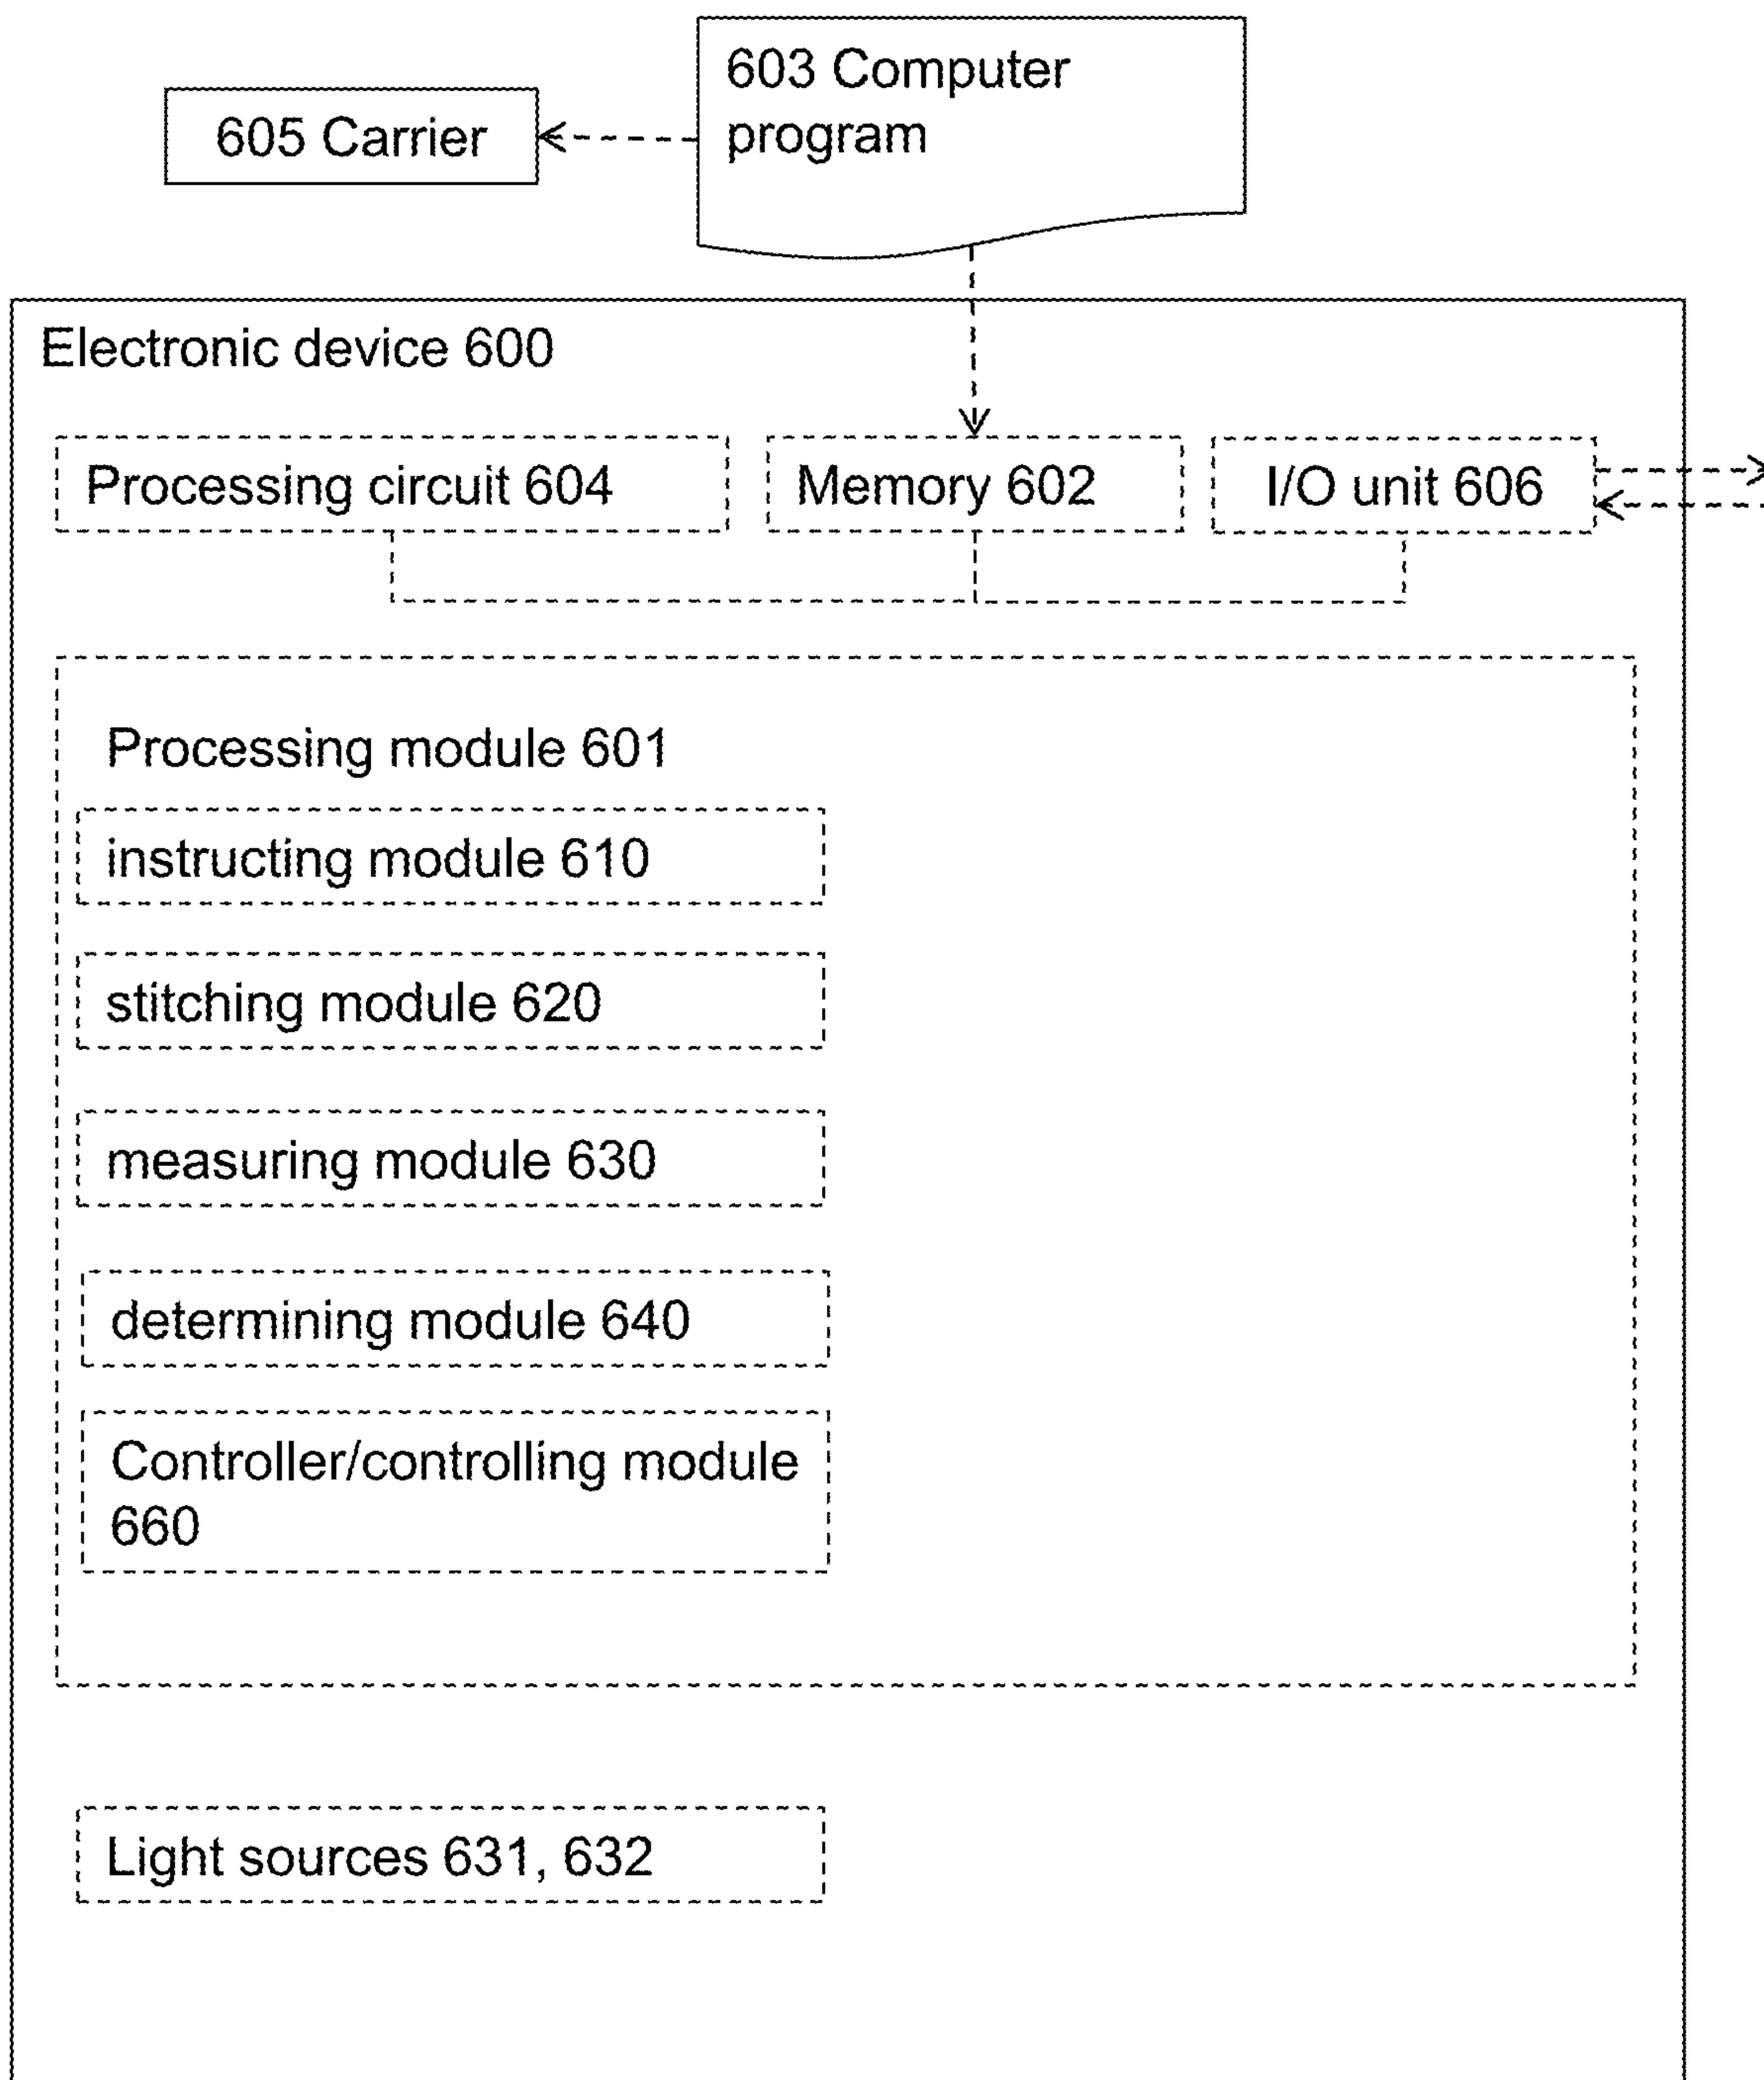 603 Computer
program
605 Carrier
Electronic device 600
Processing circuit 604
Memory 602
I/O unit 606
Processing module 601
instructing module 610
stitching module 620
measuring module 630
determining module 640
Controller/controlling module
660
Light sources 631, 632